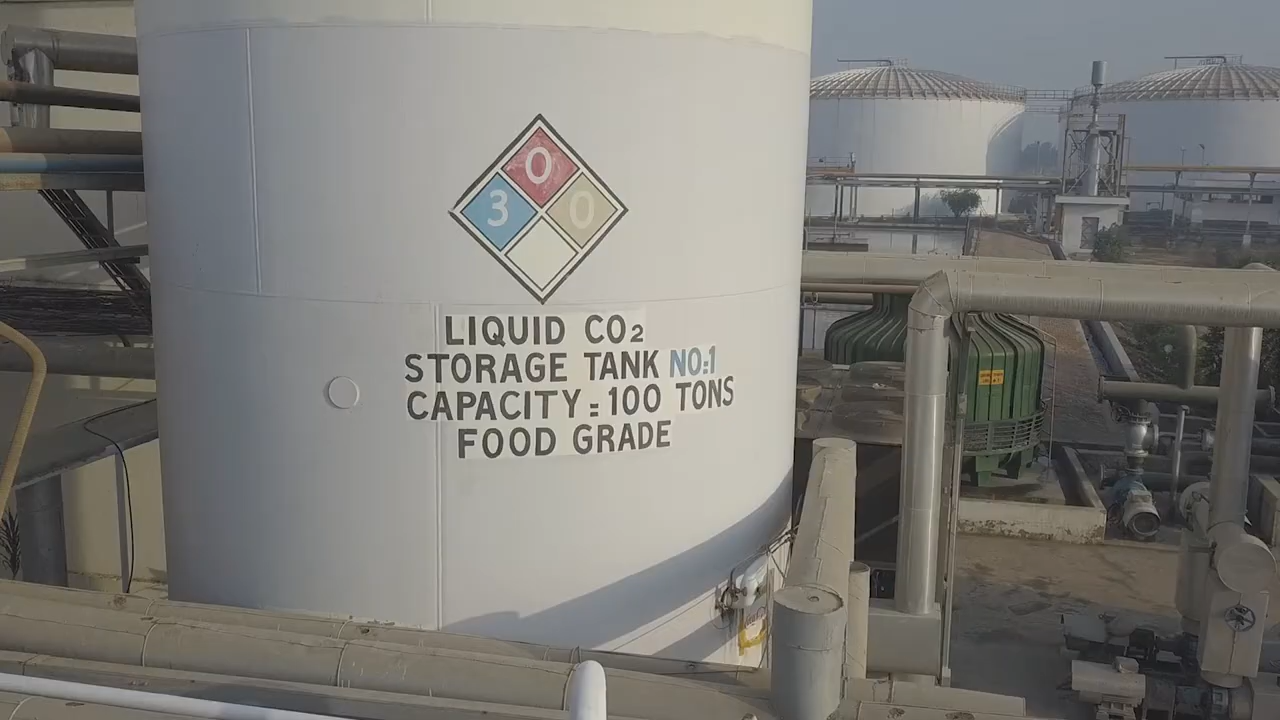 0
3 0
LIQUID CO₂
STORAGE TANK NO:1
CAPACITY = 100 TONS
FOOD GRADE